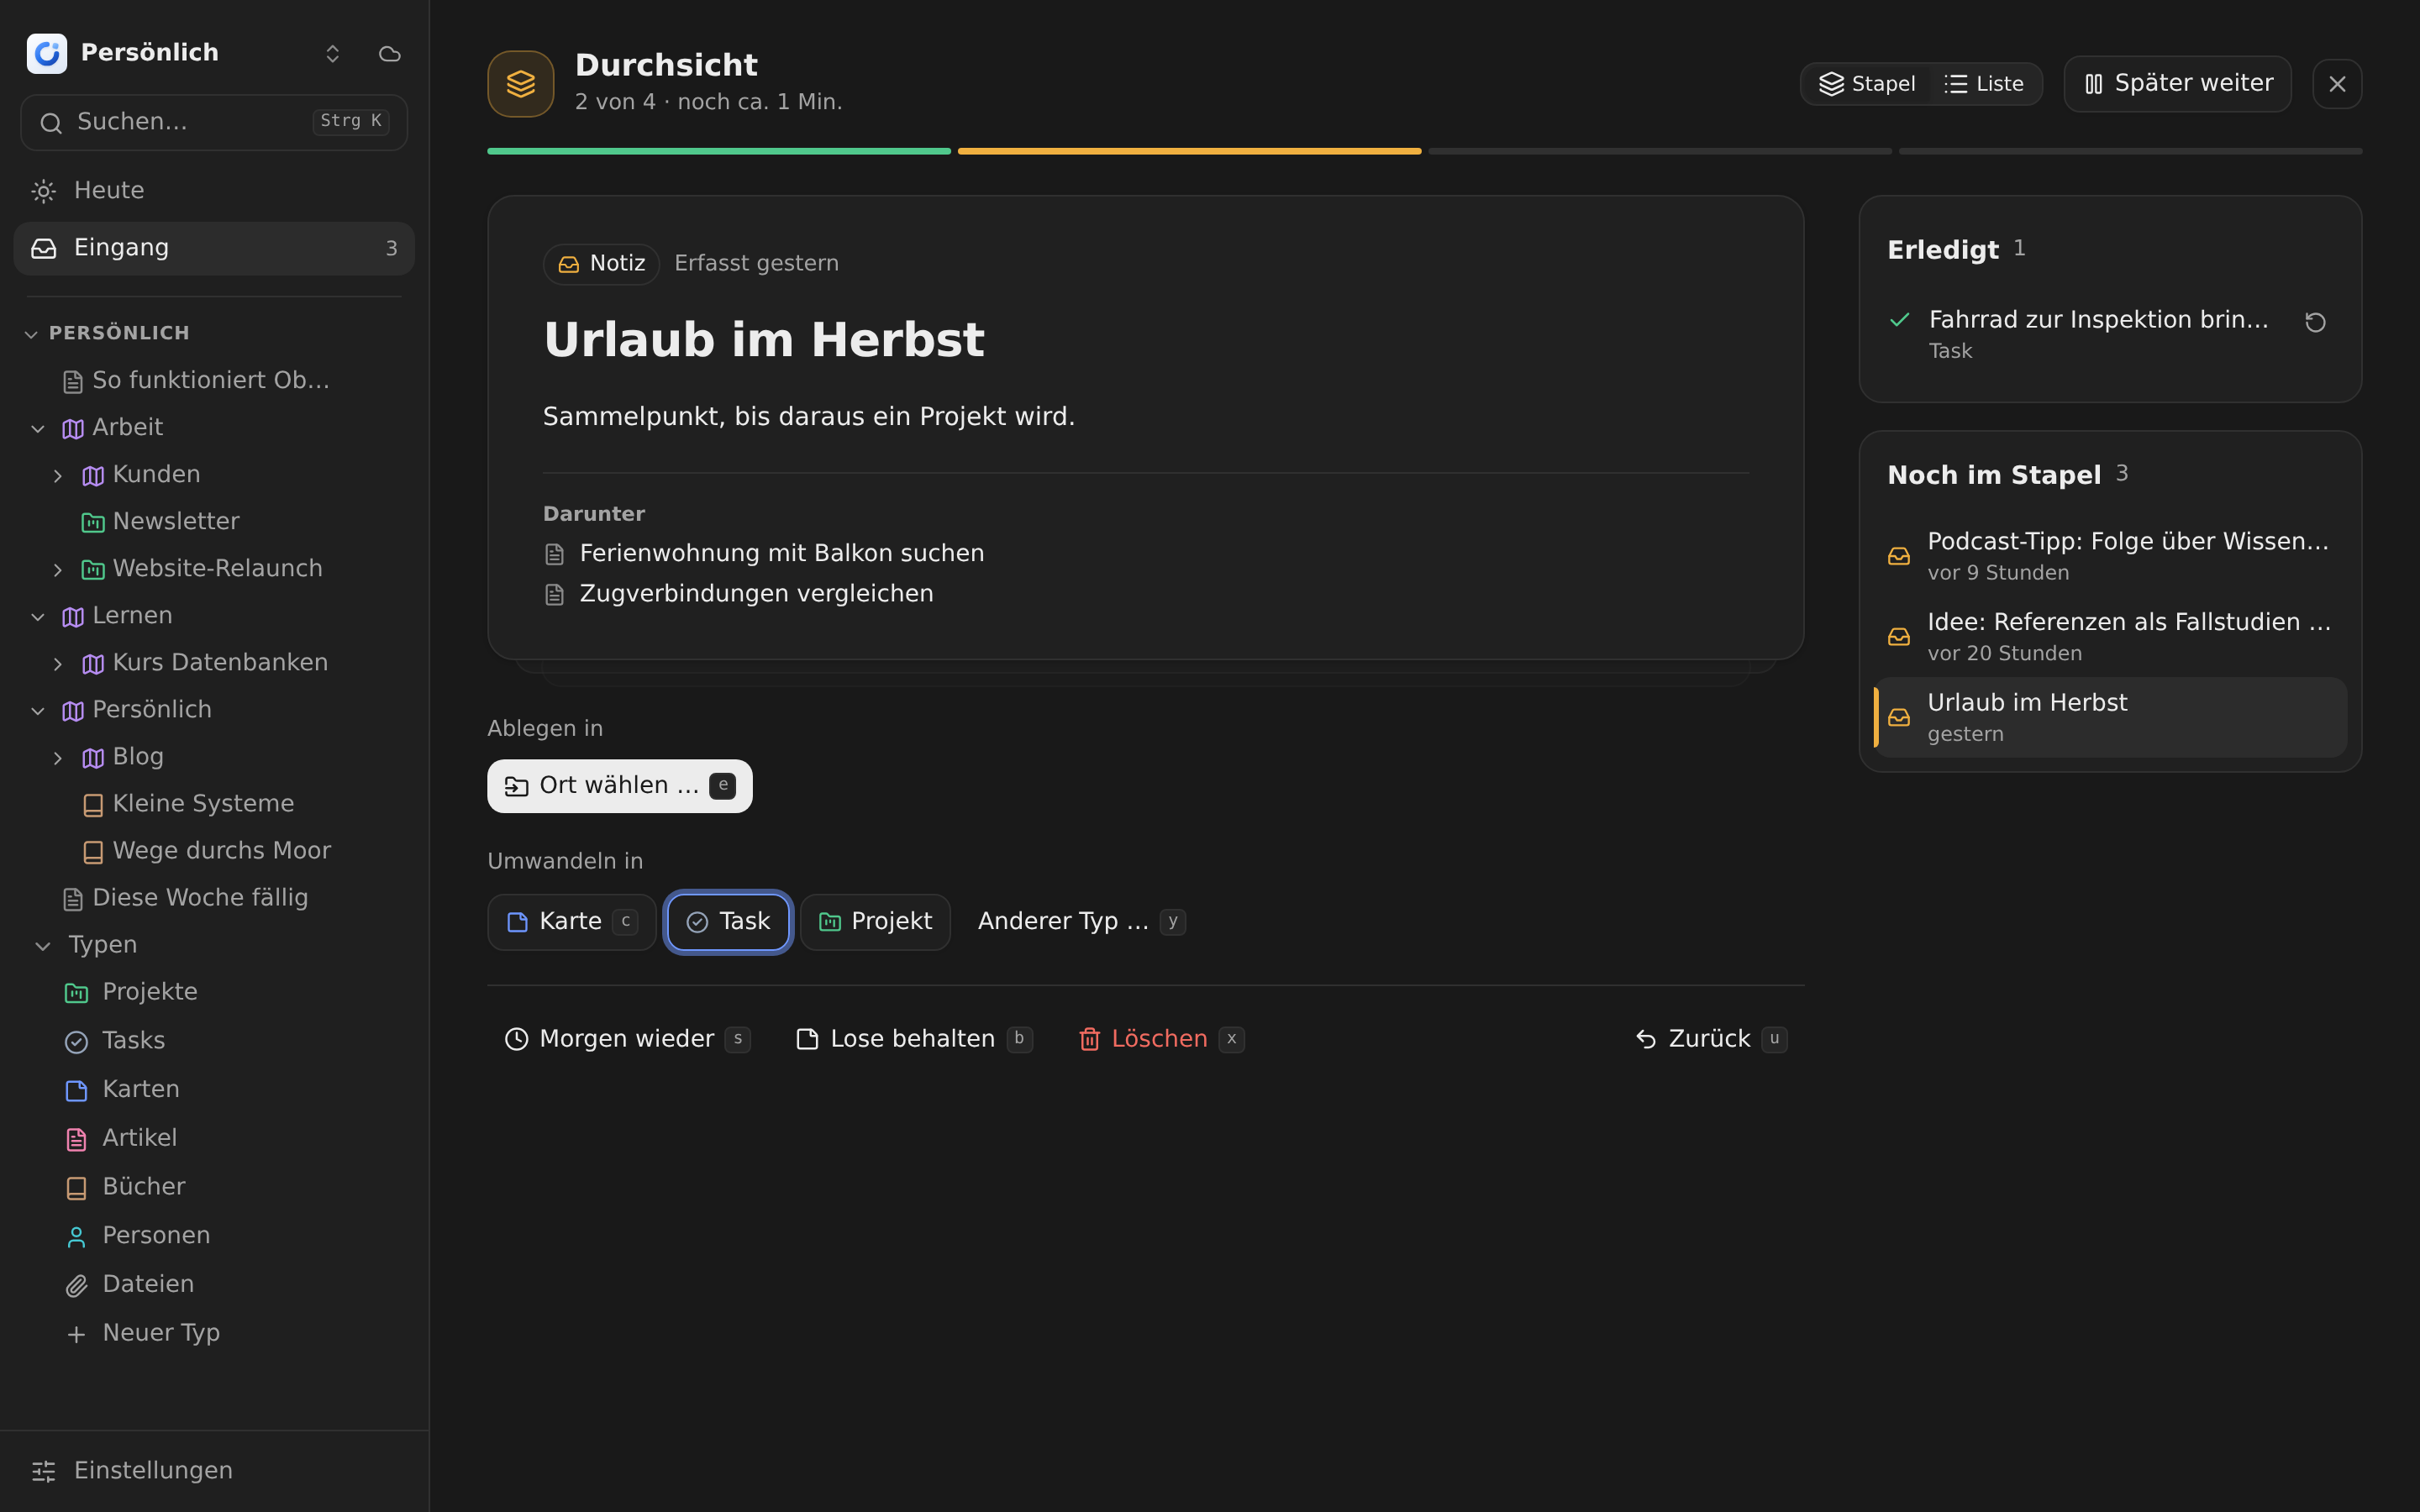 Persönlich
Suchen…
Strg K
Heute
Eingang 3
PERSÖNLICH
So funktioniert Ob…
Arbeit
Kunden
Newsletter
Website-Relaunch
Lernen
Kurs Datenbanken
Persönlich
Blog
Kleine Systeme
Wege durchs Moor
Diese Woche fällig
Typen
Projekte
Tasks
Karten
Artikel
Bücher
Personen
Dateien
Neuer Typ
Einstellungen
Durchsicht
2 von 4 · noch ca. 1 Min.
Stapel Liste
Später weiter
Notiz Erfasst gestern
Urlaub im Herbst
Sammelpunkt, bis daraus ein Projekt wird.
Darunter
Ferienwohnung mit Balkon suchen
Zugverbindungen vergleichen
Ablegen in
Ort wählen … e
Umwandeln in
Karte c Task Projekt Anderer Typ … y
Morgen wieder s Lose behalten b Löschen x Zurück u
Erledigt 1
Fahrrad zur Inspektion brin…
Task
Noch im Stapel 3
Podcast-Tipp: Folge über Wissen…
vor 9 Stunden
Idee: Referenzen als Fallstudien …
vor 20 Stunden
Urlaub im Herbst
gestern